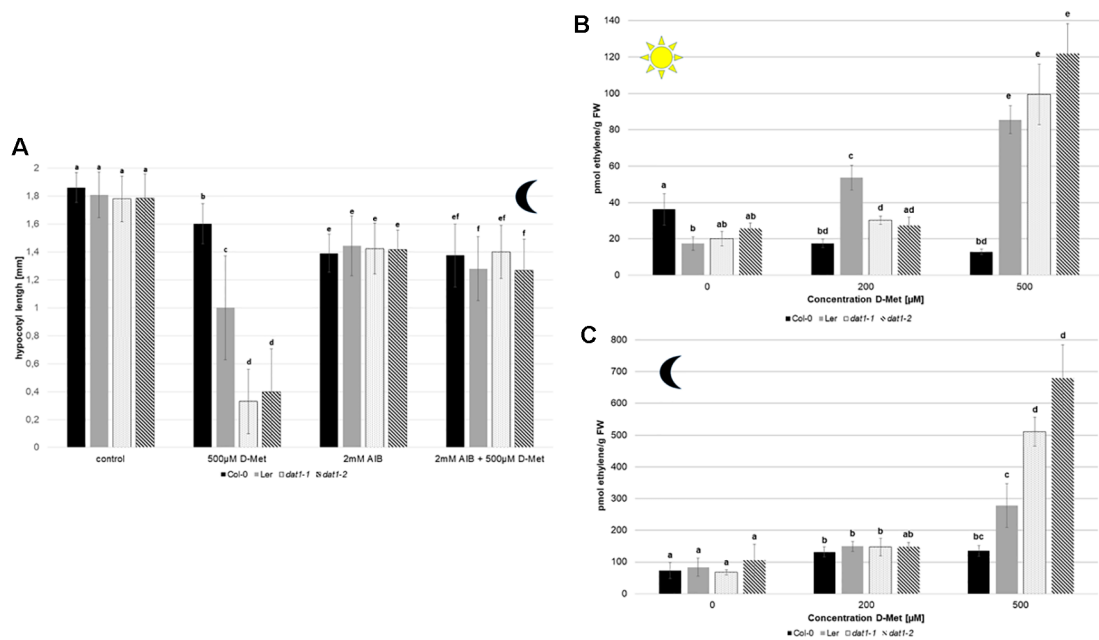 A
2
1,8
1,6
1,4
1,2
1
0,8
0,6
0,4
0,2
0
hypocotyl lentgh [mm]
a a a a
b c d d
e e e e
ef f ef f
control 500µM D-Met 2mM AIB 2mM AIB + 500µM D-Met
Col-0 Ler dat1-1 dat1-2
B
140
120
100
80
60
40
20
0
pmol ethylene/g FW
a b ab ab
bd c d ad
bd e e e
0 200 500
Concentration D-Met [µM]
Col-0 Ler dat1-1 dat1-2
C
800
700
600
500
400
300
200
100
0
pmol ethylene/g FW
a a a a
b b b ab
bc c d d
0 200 500
Concentration D-Met [µM]
Col-0 Ler dat1-1 dat1-2